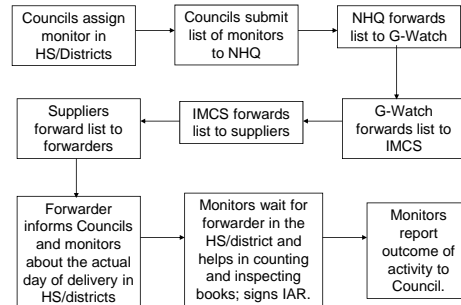 Councils assign
monitor in
HS/Districts
Councils submit
list of monitors
to NHQ
NHQ forwards
list to G-Watch
G-Watch
forwards list to
IMCS
IMCS forwards
list to suppliers
Suppliers
forward list to
forwarders
Forwarder
informs Councils
and monitors
about the actual
day of delivery in
HS/districts
Monitors wait for
forwarder in the
HS/district and
helps in counting
and inspecting
books; signs IAR.
Monitors
report
outcome of
activity to
Council.